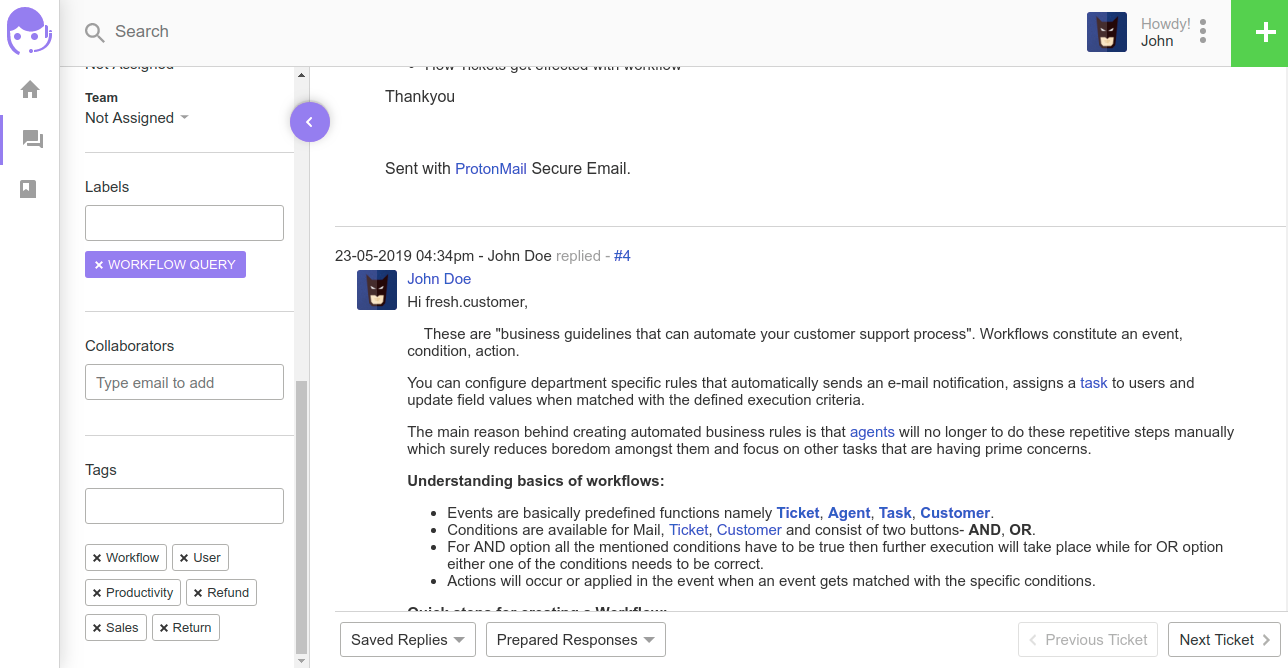 Search
Howdy!
John
Not Assigned
Team
Not Assigned
Labels
× WORKFLOW QUERY
Collaborators
Type email to add
Tags
× Workflow × User
× Productivity × Refund
× Sales × Return
• How Tickets get effected with workflow
Thankyou
Sent with ProtonMail Secure Email.
23-05-2019 04:34pm - John Doe replied - #4
John Doe
Hi fresh.customer,
These are "business guidelines that can automate your customer support process". Workflows constitute an event,
condition, action.
You can configure department specific rules that automatically sends an e-mail notification, assigns a task to users and
update field values when matched with the defined execution criteria.
The main reason behind creating automated business rules is that agents will no longer to do these repetitive steps manually
which surely reduces boredom amongst them and focus on other tasks that are having prime concerns.
Understanding basics of workflows:
• Events are basically predefined functions namely Ticket, Agent, Task, Customer.
• Conditions are available for Mail, Ticket, Customer and consist of two buttons- AND, OR.
• For AND option all the mentioned conditions have to be true then further execution will take place while for OR option
either one of the conditions needs to be correct.
• Actions will occur or applied in the event when an event gets matched with the specific conditions.
Quick steps for creating a Workflow:
Saved Replies Prepared Responses Previous Ticket Next Ticket